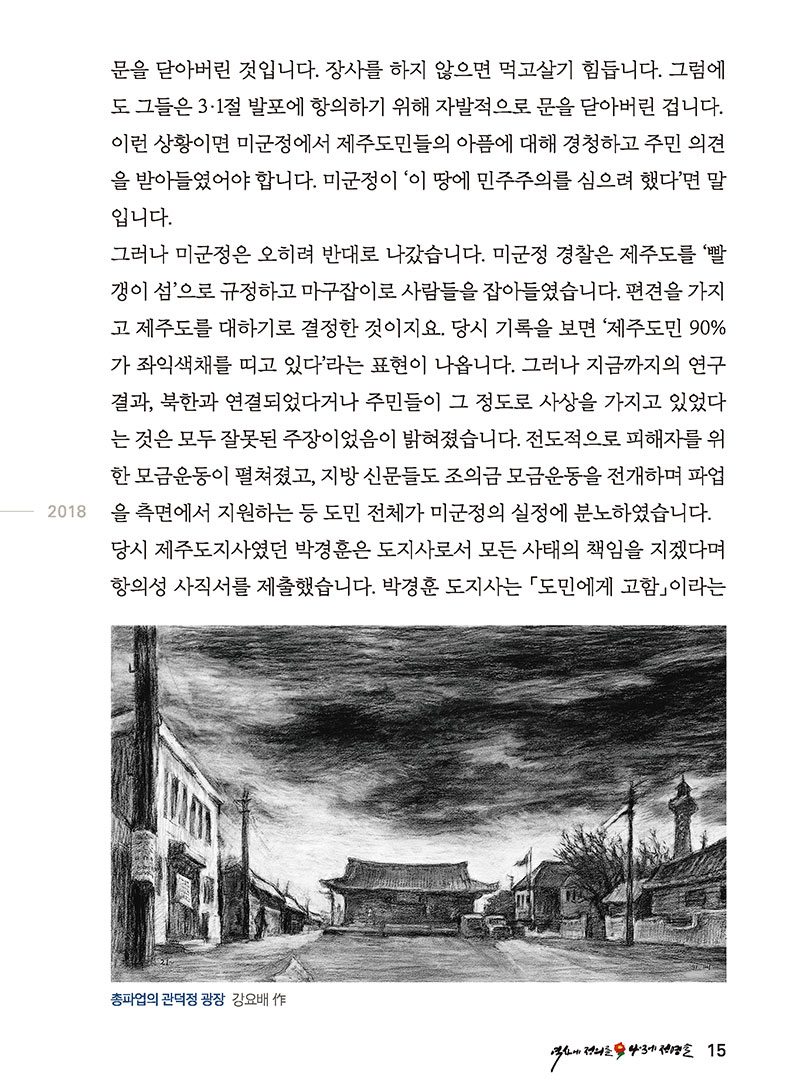 문을 닫아버린 것입니다. 장사를 하지 않으면 먹고살기 힘듭니다. 그럼에
도 그들은 3·1절 발포에 항의하기 위해 자발적으로 문을 닫아버린 겁니다.
이런 상황이면 미군정에서 제주도민들의 아픔에 대해 경청하고 주민 의견
을 받아들였어야 합니다. 미군정이 ‘이 땅에 민주주의를 심으려 했다’면 말
입니다.
그러나 미군정은 오히려 반대로 나갔습니다. 미군정 경찰은 제주도를 ‘빨
갱이 섬’으로 규정하고 마구잡이로 사람들을 잡아들였습니다. 편견을 가지
고 제주도를 대하기로 결정한 것이지요. 당시 기록을 보면 ‘제주도민 90%
가 좌익색채를 띠고 있다’라는 표현이 나옵니다. 그러나 지금까지의 연구
결과, 북한과 연결되었다거나 주민들이 그 정도로 사상을 가지고 있었다
는 것은 모두 잘못된 주장이었음이 밝혀졌습니다. 전도적으로 피해자를 위
한 모금운동이 펼쳐졌고, 지방 신문들도 조의금 모금운동을 전개하며 파업
2018
을 측면에서 지원하는 등 도민 전체가 미군정의 실정에 분노하였습니다.
당시 제주도지사였던 박경훈은 도지사로서 모든 사태의 책임을 지겠다며
항의성 사직서를 제출했습니다. 박경훈 도지사는 「도민에게 고함」이라는
총파업의 관덕정 광장 강요배 作
역사에 정의를 4·3에 정명을 15